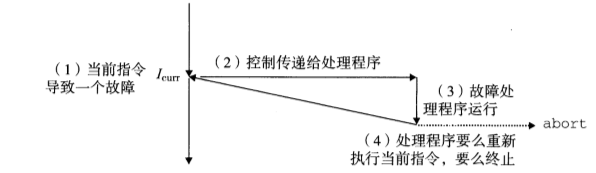 （1）当前指令
导致一个故障
Icurr
（2）控制传递给处理程序
（3）故障处
理程序运行
abort
（4）处理程序要么重新
执行当前指令，要么终止